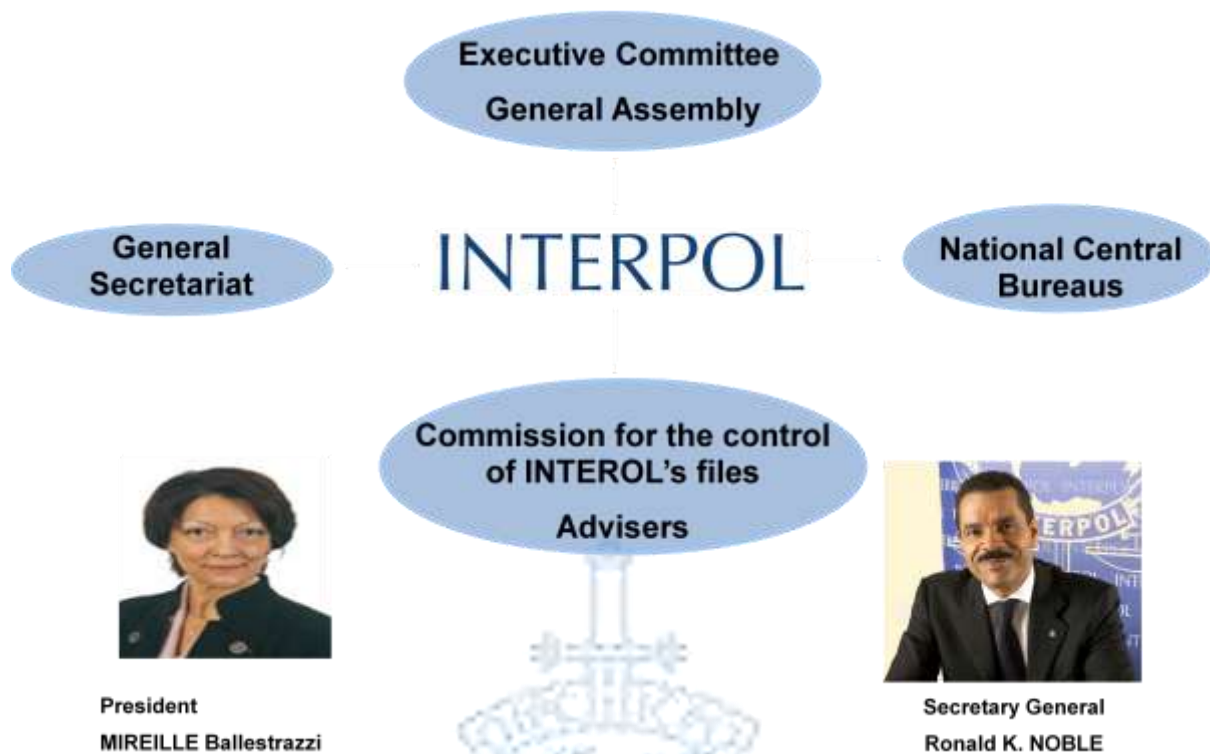 Executive Committee
General Assembly
General
Secretariat
INTERPOL
National Central
Bureaus
Commission for the control
of INTEROL's files
Advisers
President
MIREILLE Ballestrazzi
Secretary General
Ronald K. NOBLE